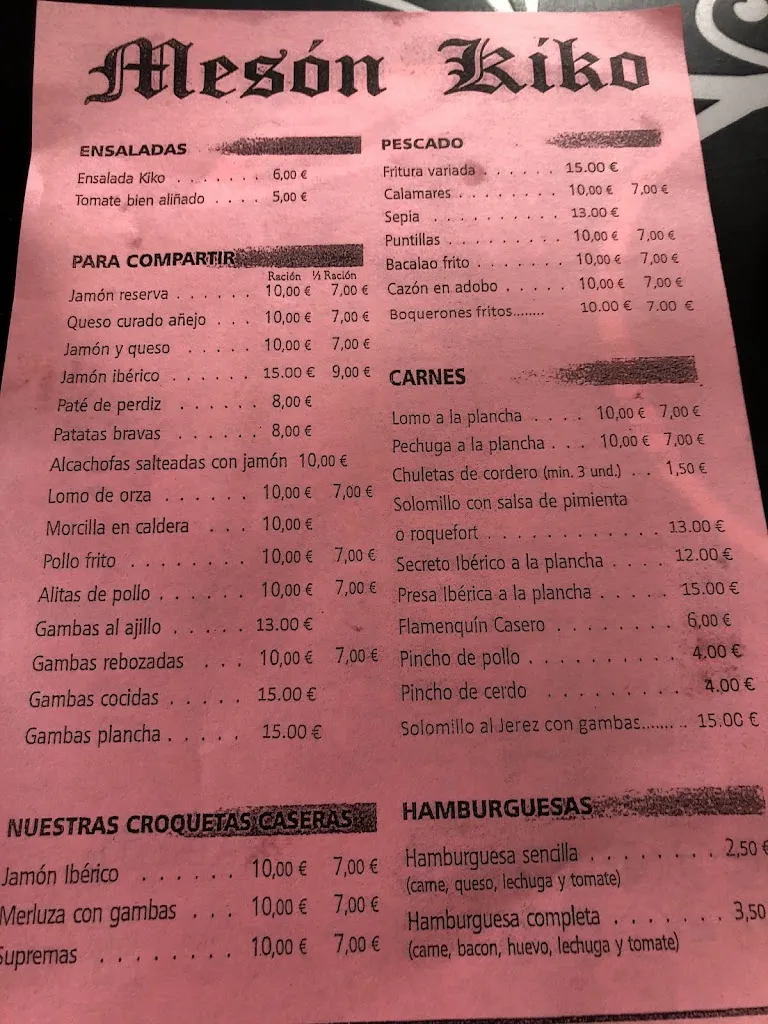 Mesón Kiko
ENSALADAS
Ensalada Kiko . . . . . . . 6,00 €
Tomate bien aliñado . . . . 5,00 €
PARA COMPARTIR
Ración ½ Ración
Jamón reserva . . . . . . 10,00 € 7,00 €
Queso curado añejo . . . 10,00 € 7,00 €
Jamón y queso . . . . . 10,00 € 7,00 €
Jamón ibérico . . . . . . 15.00 € 9,00 €
Paté de perdiz . . . . . . 8,00 €
Patatas bravas . . . . . . 8,00 €
Alcachofas salteadas con jamón 10,00 €
Lomo de orza . . . . . . 10,00 € 7,00 €
Morcilla en caldera . . . 10,00 €
Pollo frito . . . . . . . . 10,00 € 7,00 €
Alitas de pollo . . . . . . 10,00 € 7,00 €
Gambas al ajillo . . . . . 13.00 €
Gambas rebozadas . . . 10,00 € 7,00 €
Gambas cocidas . . . . . 15.00 €
Gambas plancha . . . . . 15.00 €
NUESTRAS CROQUETAS CASERAS
Jamón Ibérico . . . . . . 10,00 € 7,00 €
Merluza con gambas . . . 10,00 € 7,00 €
Supremas . . . . . . . . 10,00 € 7,00 €
PESCADO
Fritura variada . . . . . . 15.00 €
Calamares . . . . . . . . 10,00 € 7,00 €
Sepia . . . . . . . . . . 13.00 €
Puntillas . . . . . . . . . 10,00 € 7,00 €
Bacalao frito . . . . . . . 10,00 € 7,00 €
Cazón en adobo . . . . . 10,00 € 7,00 €
Boquerones fritos........ 10.00 € 7.00 €
CARNES
Lomo a la plancha . . . . 10,00 € 7,00 €
Pechuga a la plancha . . . 10,00 € 7,00 €
Chuletas de cordero (min. 3 und.) . . 1,50 €
Solomillo con salsa de pimienta
o roquefort . . . . . . . . . . . . 13.00 €
Secreto Ibérico a la plancha . . . . 12.00 €
Presa Ibérica a la plancha . . . . . 15.00 €
Flamenquín Casero . . . . . . . . 6,00 €
Pincho de pollo . . . . . . . . . . 4.00 €
Pincho de cerdo . . . . . . . . . 4.00 €
Solomillo al Jerez con gambas....... .. 15.00 €
HAMBURGUESAS
Hamburguesa sencilla . . . . . . . . 2,50 €
(carne, queso, lechuga y tomate)
Hamburguesa completa . . . . . . . 3,50
(carne, bacon, huevo, lechuga y tomate)